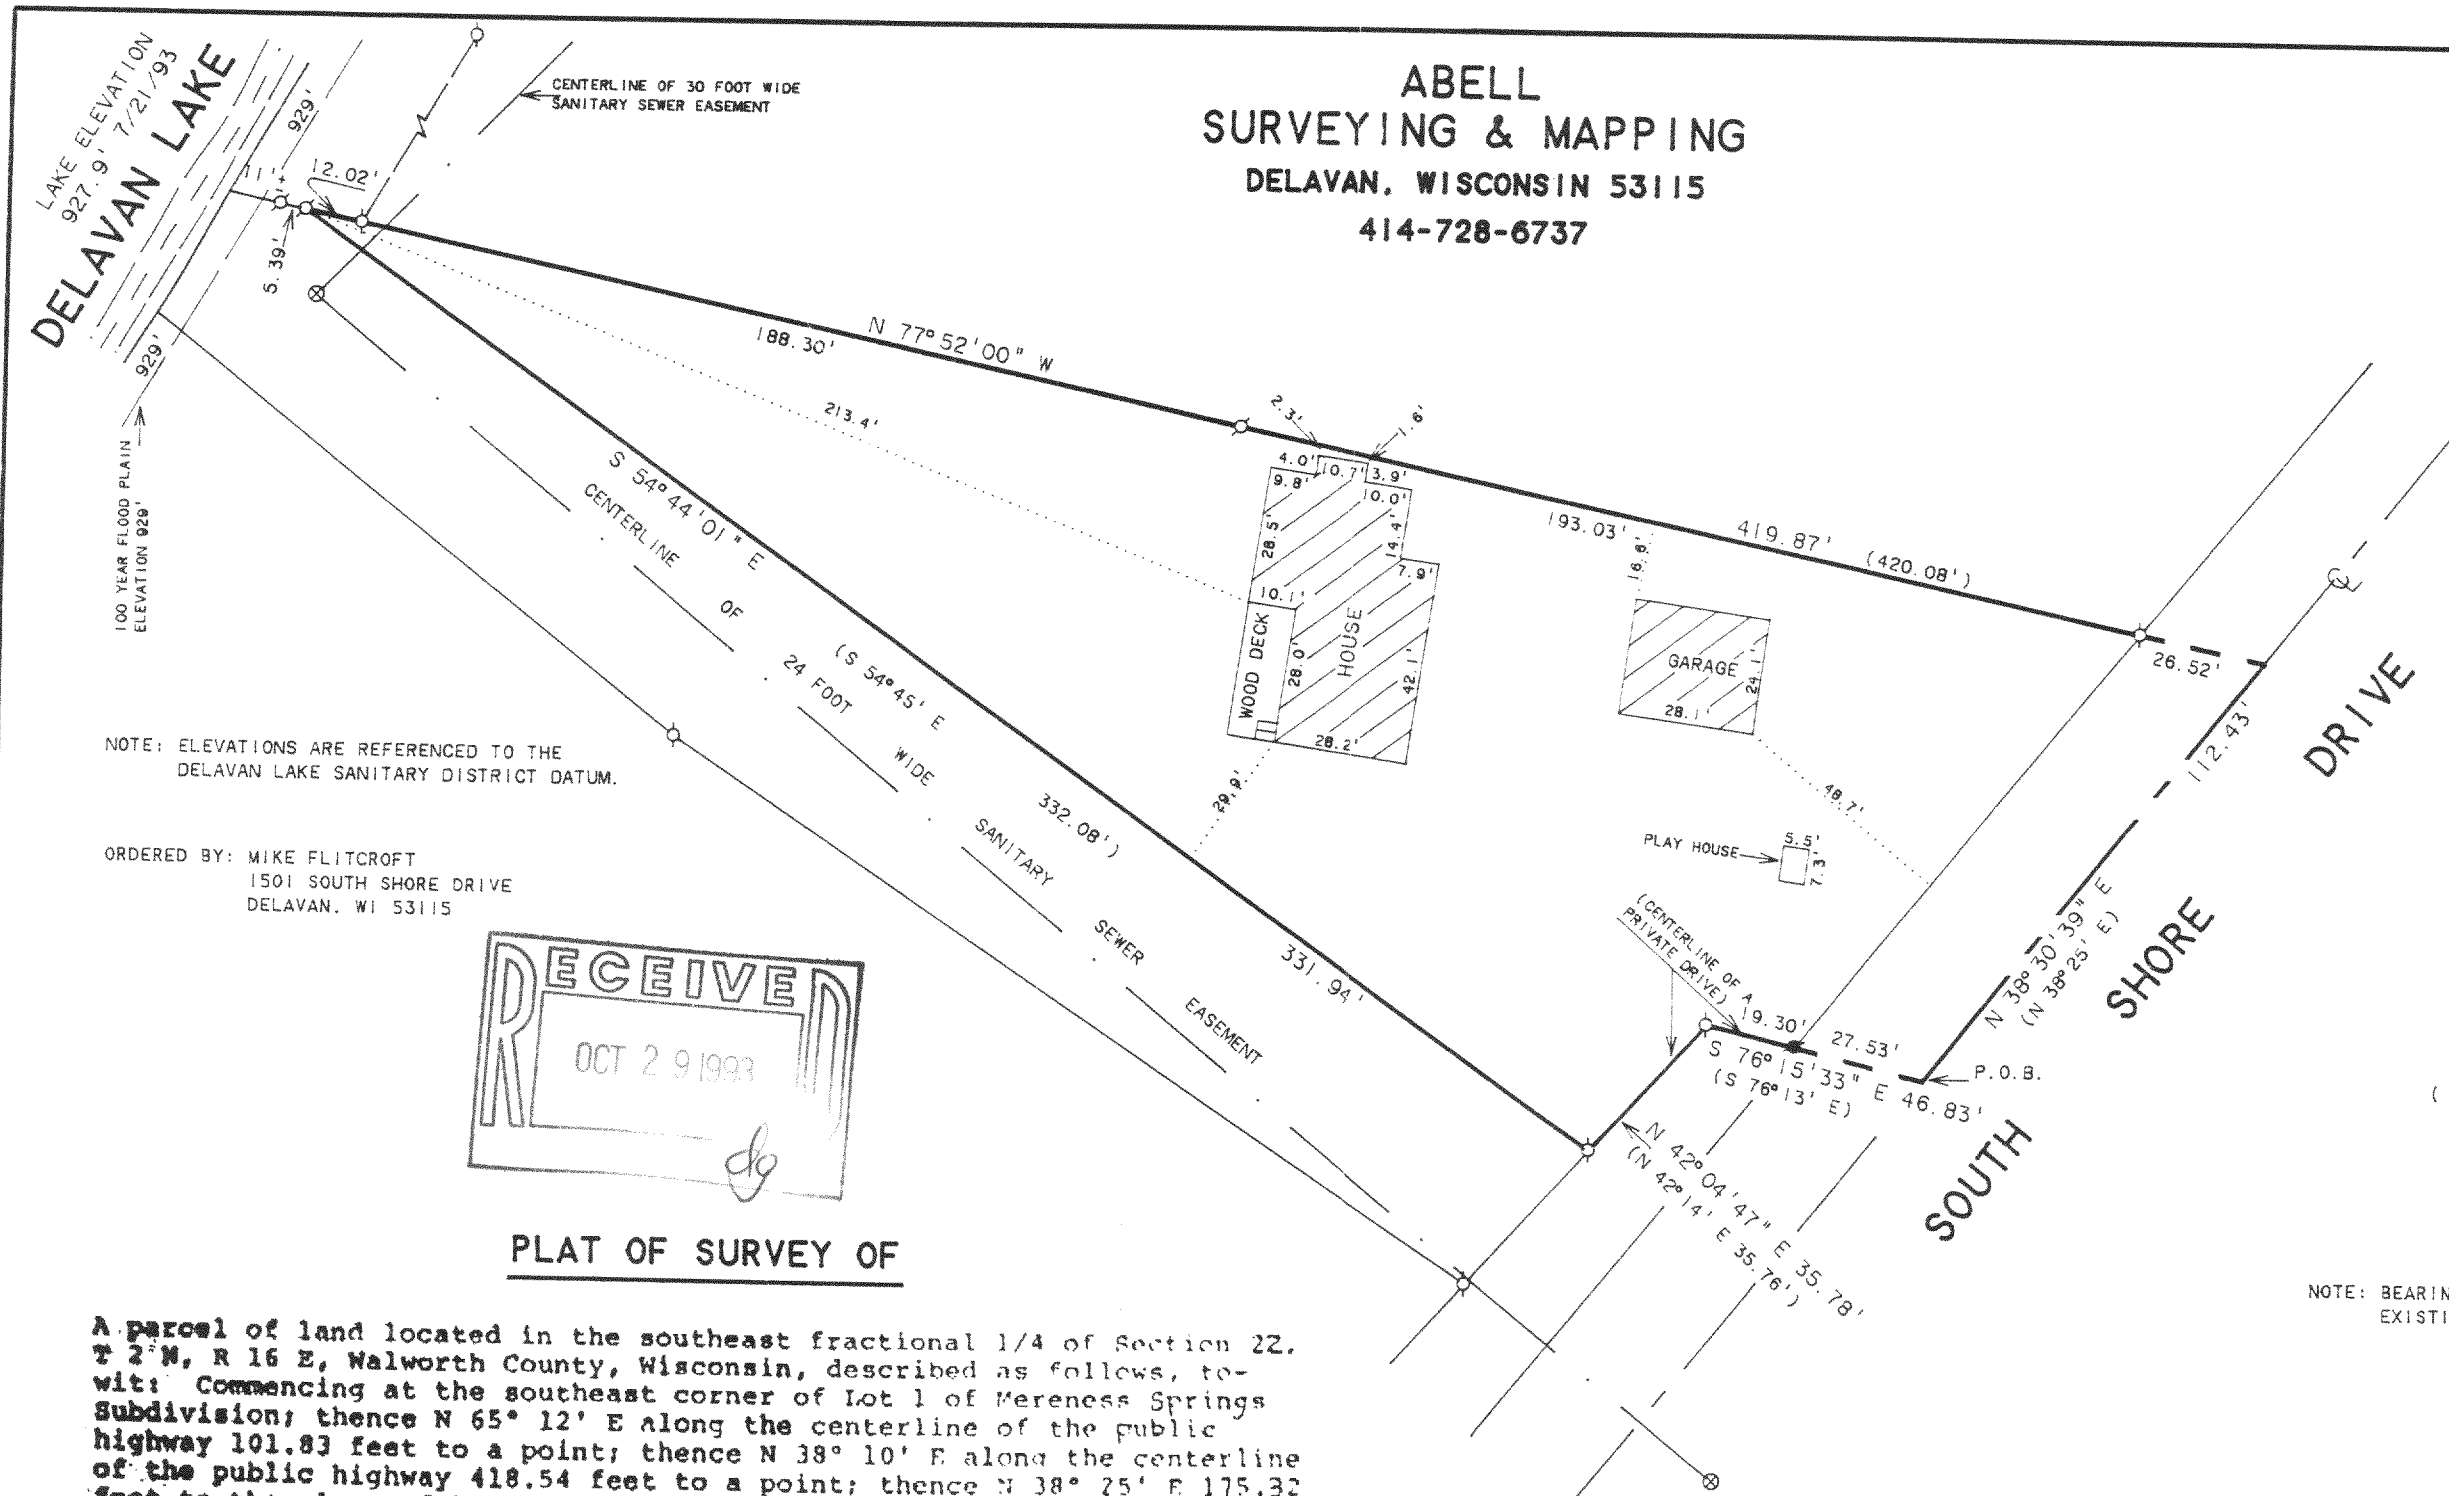 LAKE ELEVATION
927.9' 7/21/93
DELAVAN LAKE
929'
929'
11'±
12.02'
5.39'
CENTERLINE OF 30 FOOT WIDE
SANITARY SEWER EASEMENT
ABELL
SURVEYING & MAPPING
DELAVAN, WISCONSIN 53115
414-728-6737
188.30'
N 77°52'00" W
213.4'
2.3'
1.6'
4.0'
10.7'
3.9'
9.8'
10.0'
28.5'
14.4'
7.9'
10.1'
WOOD DECK
28.0'
HOUSE
42.1'
28.2'
29.9'
193.03'
419.87' (420.08')
16.6'
GARAGE
24.1'
28.1'
48.7'
26.52'
112.43'
100 YEAR FLOOD PLAIN
ELEVATION 929'
S 54°44'01" E
(S 54°45' E
332.08')
331.94'
CENTERLINE OF 24 FOOT WIDE SANITARY SEWER EASEMENT
NOTE: ELEVATIONS ARE REFERENCED TO THE
DELAVAN LAKE SANITARY DISTRICT DATUM.
ORDERED BY: MIKE FLITCROFT
1501 SOUTH SHORE DRIVE
DELAVAN, WI 53115
PLAY HOUSE
5.5'
7.3'
(CENTERLINE OF A
PRIVATE DRIVE)
19.30'
27.53'
S 76°15'33" E 46.83'
(S 76°13' E)
P.O.B.
N 38°30'39" E
(N 38°25' E)
SOUTH SHORE DRIVE
N 42°04'47" E 35.78'
(N 42°14' E 35.76')
RECEIVED
OCT 29 1993
NOTE: BEARIN
EXISTI
(
PLAT OF SURVEY OF
A parcel of land located in the southeast fractional 1/4 of Section 22,
T 2 N, R 16 E, Walworth County, Wisconsin, described as follows, to-
wit: Commencing at the southeast corner of Lot 1 of Mereness Springs
Subdivision; thence N 65° 12' E along the centerline of the public
highway 101.83 feet to a point; thence N 38° 10' E along the centerline
of the public highway 418.54 feet to a point; thence N 38° 25' E 175.32